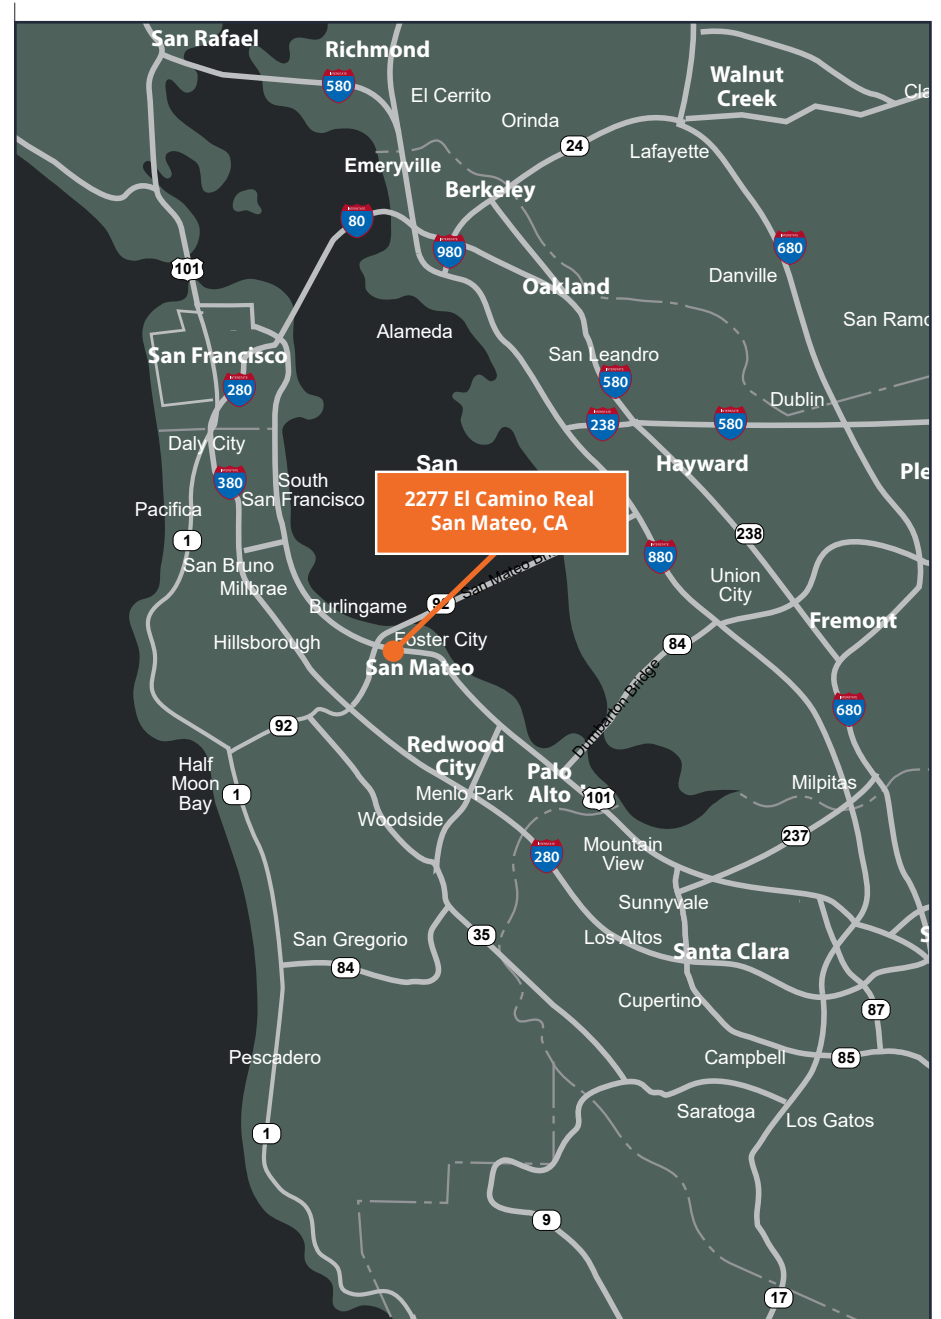 San Rafael
Richmond
580
El Cerrito
Walnut
Creek
Cla
Orinda
24
Lafayette
Emeryville
Berkeley
80
980
680
101
Danville
Oakland
San Ramo
Alameda
San Francisco
San Leandro
280
580
Dublin
238
580
Daly City
San
Hayward
Ple
380
South
San Francisco
2277 El Camino Real
San Mateo, CA
Pacifica
1
238
880
San Bruno
Millbrae
San Mateo Br
Union
City
92
Burlingame
Fremont
Hillsborough
Foster City
84
San Mateo
Dumbarton Bridge
680
92
Redwood
City
Half
Moon
Bay
Palo
Alto
Milpitas
1
Menlo Park
101
Woodside
237
Mountain
View
280
Sunnyvale
35
San Gregorio
Los Altos
Santa Clara
S
84
Cupertino
87
Pescadero
Campbell
85
Saratoga
Los Gatos
1
9
17